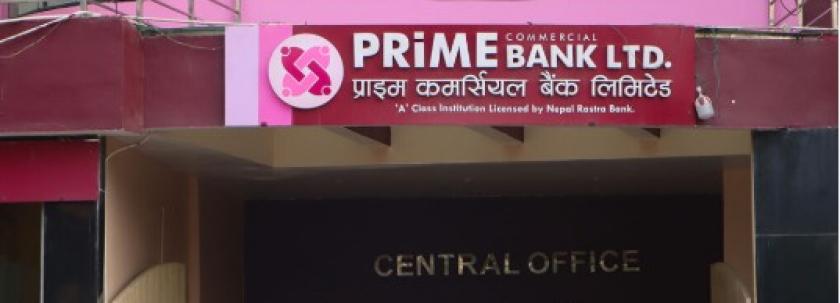 PRiME COMMERCIAL BANK LTD.
प्राइम कमर्सियल बैंक लिमिटेड
'A' Class Institution Licensed by Nepal Rastra Bank.
CENTRAL OFFICE